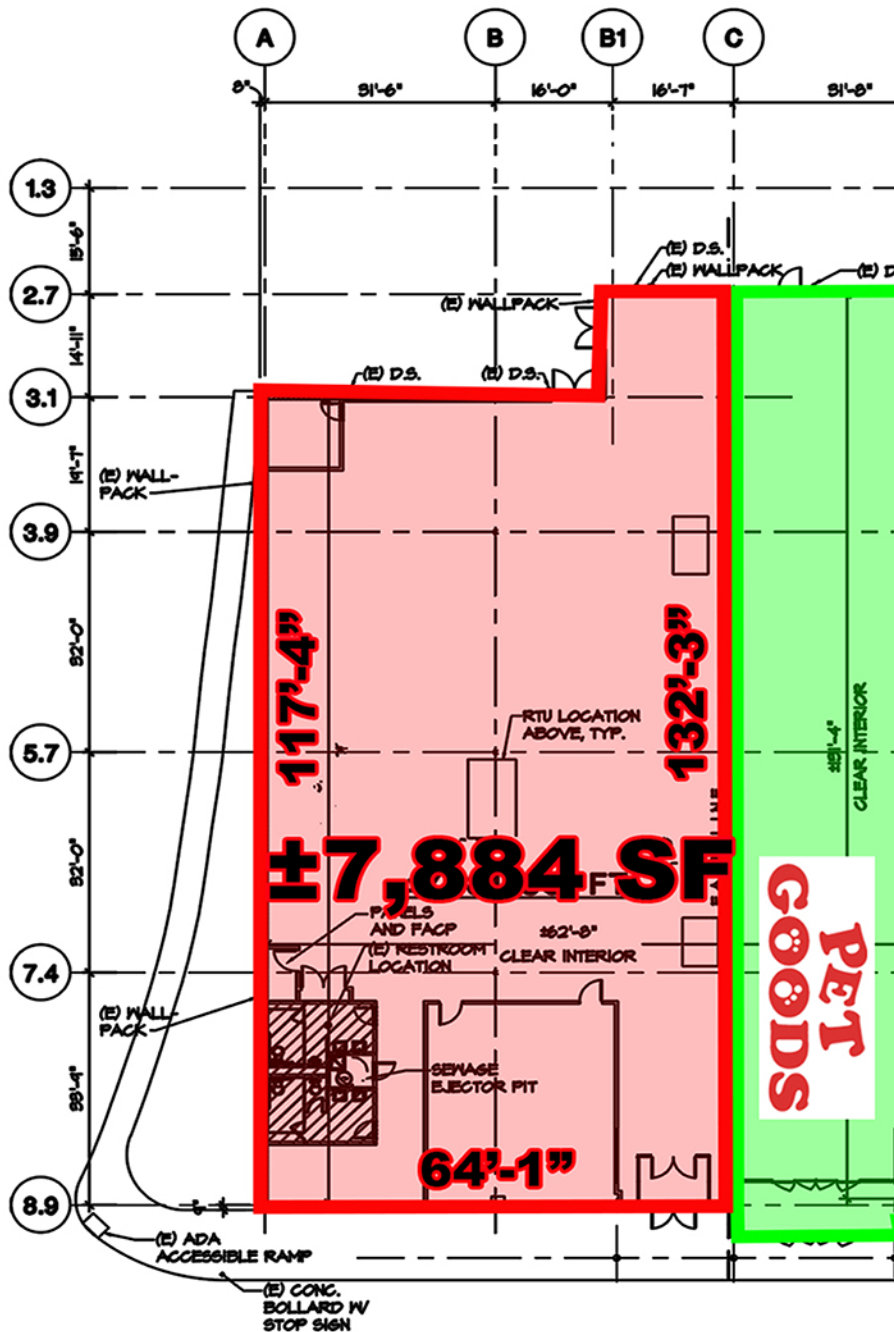 A
B
B1
C
8"
31'-6"
16'-0"
16'-7"
31'-8"
1.3
15'-6"
(E) D.S.
(E) WALLPACK
(E) D
2.7
(E) WALLPACK
14'-11"
(E) D.S.
(E) D.S.
3.1
19'-7"
(E) WALL-
PACK
3.9
32'-0"
117'-4"
132'-3"
RTU LOCATION
ABOVE, TYP.
5.7
CLEAR INTERIOR
32'-0"
±7,884 SF
PANELS
AND FACP
±62'-8"
(E) RESTROOM
LOCATION
CLEAR INTERIOR
7.4
PET
GOODS
(E) WALL-
PACK
33'-4"
SEWAGE
EJECTOR PIT
64'-1"
8.9
(E) ADA
ACCESSIBLE RAMP
(E) CONC.
BOLLARD W/
STOP SIGN